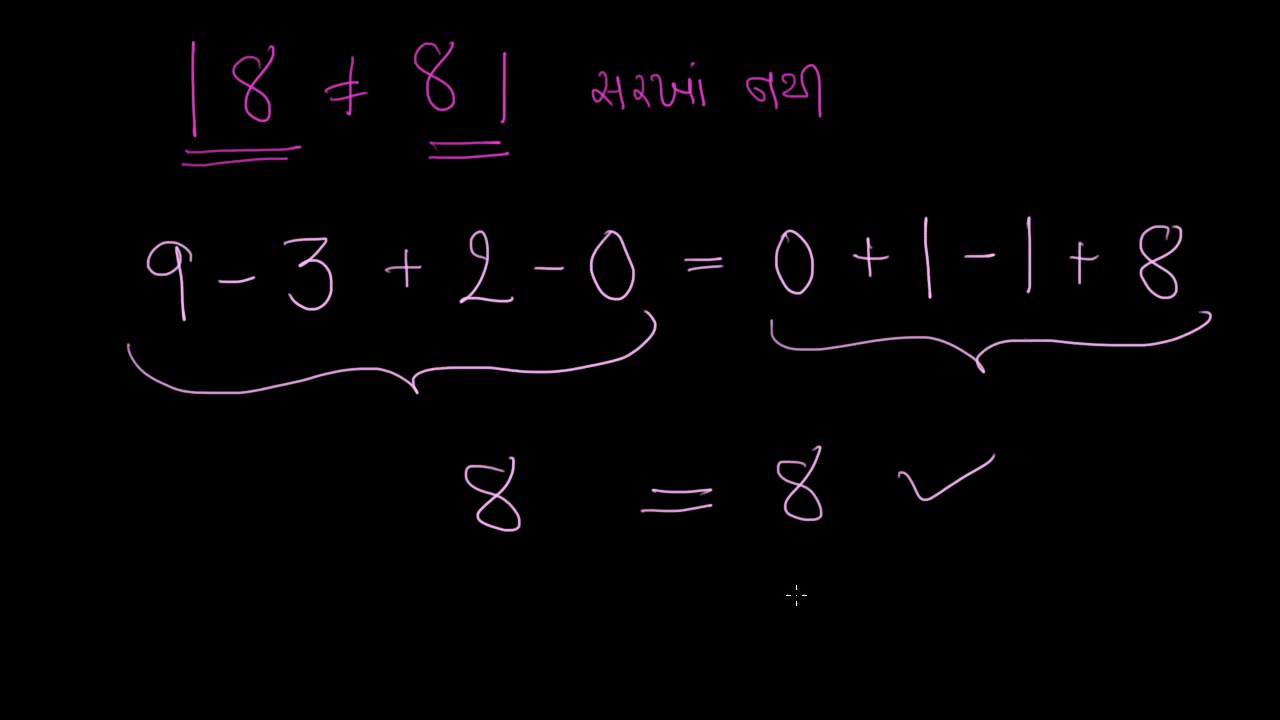 18 ≠ 81 સરખાં નથી
9 - 3 + 2 - 0 = 0 + 1 - 1 + 8
8 = 8 ✓